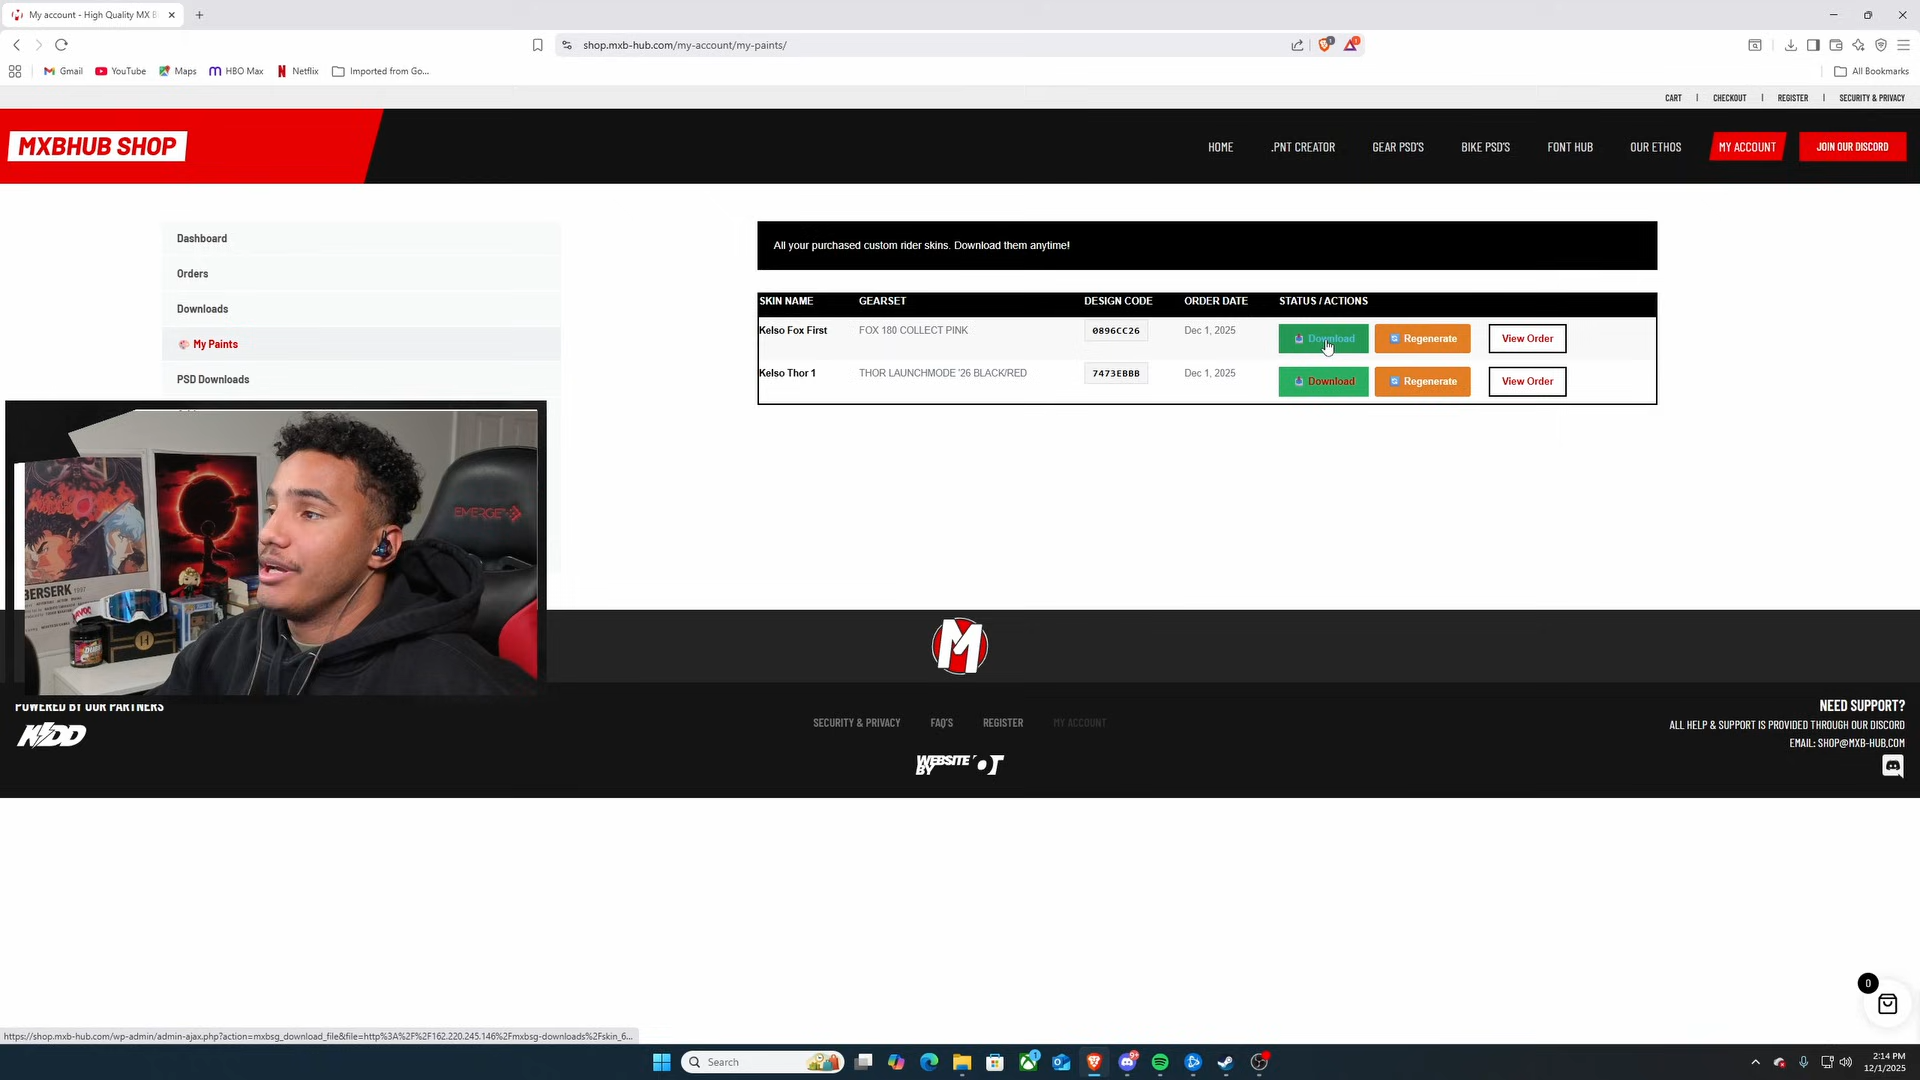 My account - High Quality MX B
shop.mxb-hub.com/my-account/my-paints/
Gmail
YouTube
Maps
HBO Max
Netflix
Imported from Go...
All Bookmarks
CART | CHECKOUT | REGISTER | SECURITY & PRIVACY
MXBHUB SHOP
HOME
.PNT CREATOR
GEAR PSD'S
BIKE PSD'S
FONT HUB
OUR ETHOS
MY ACCOUNT
JOIN OUR DISCORD
Dashboard
Orders
Downloads
My Paints
PSD Downloads
All your purchased custom rider skins. Download them anytime!
SKIN NAME GEARSET DESIGN CODE ORDER DATE STATUS / ACTIONS
Kelso Fox First FOX 180 COLLECT PINK 0896CC26 Dec 1, 2025 Download Regenerate View Order
Kelso Thor 1 THOR LAUNCHMODE '26 BLACK/RED 7473EBBB Dec 1, 2025 Download Regenerate View Order
EMERGE
BERSERK 1997
M
POWERED BY OUR PARTNERS
KIDD
SECURITY & PRIVACY
FAQ'S
REGISTER
MY ACCOUNT
WEBSITE BY OT
NEED SUPPORT?
ALL HELP & SUPPORT IS PROVIDED THROUGH OUR DISCORD
EMAIL: SHOP@MXB-HUB.COM
0
https://shop.mxb-hub.com/wp-admin/admin-ajax.php?action=mxbsg_download_file&file=http%3A%2F%2F162.220.245.146%2Fmxbsg-downloads%2Fskin_6...
Search
2:14 PM
12/1/2025